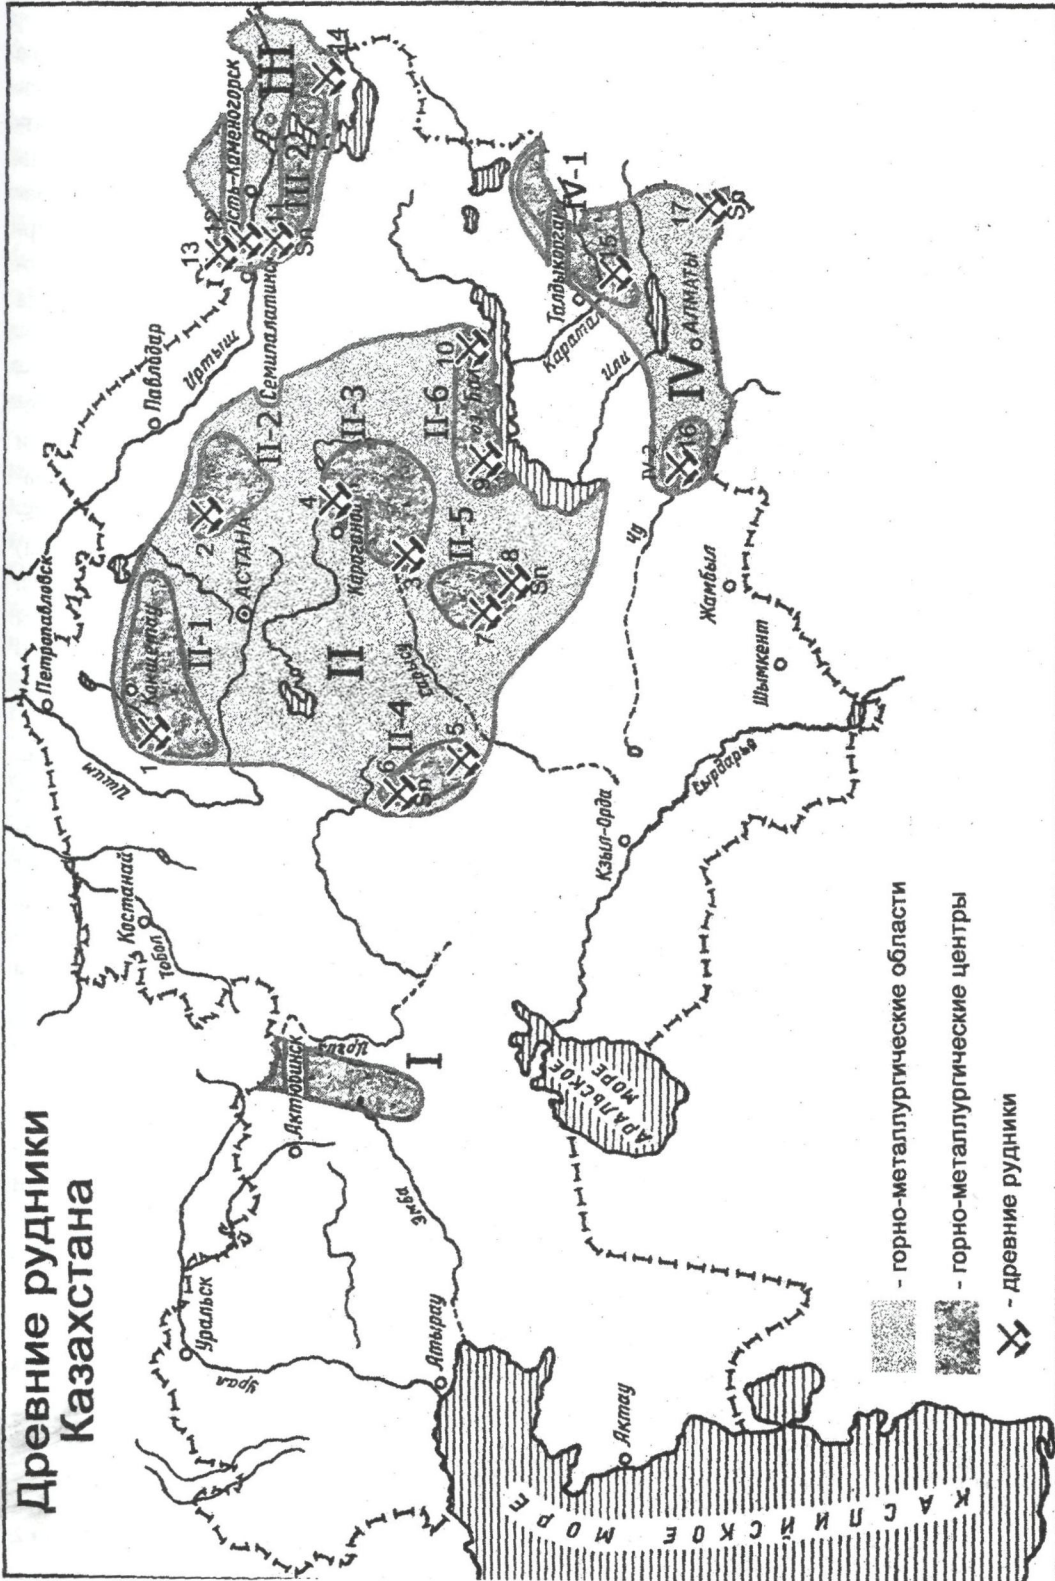 Древние рудники
Казахстана
Уральск
Урал
Атырау
Эмба
Актюбинск
Иргиз
I
Костанай
Тобол
Ишим
Петропавловск
Кокшетау
1
II-1
АСТАНА
2
II-2
Павлодар
Иртыш
Семипалатинск
13
12
11
Sn
III-2
III
14
II
Караганда
4
II-3
3
II-4
6
Sn
5
II-5
7
8
Sn
II-6
9
10
Талдыкорган
IV-1
15
Каратал
Или
IV
АЛМАТЫ
16
17
Sn
Чу
Жамбыл
Шымкент
Сырдарья
Кзыл-Орда
АРАЛЬСКОЕ
МОРЕ
Актау
КАСПИЙСКОЕ МОРЕ
- горно-металлургические области
- горно-металлургические центры
- древние рудники